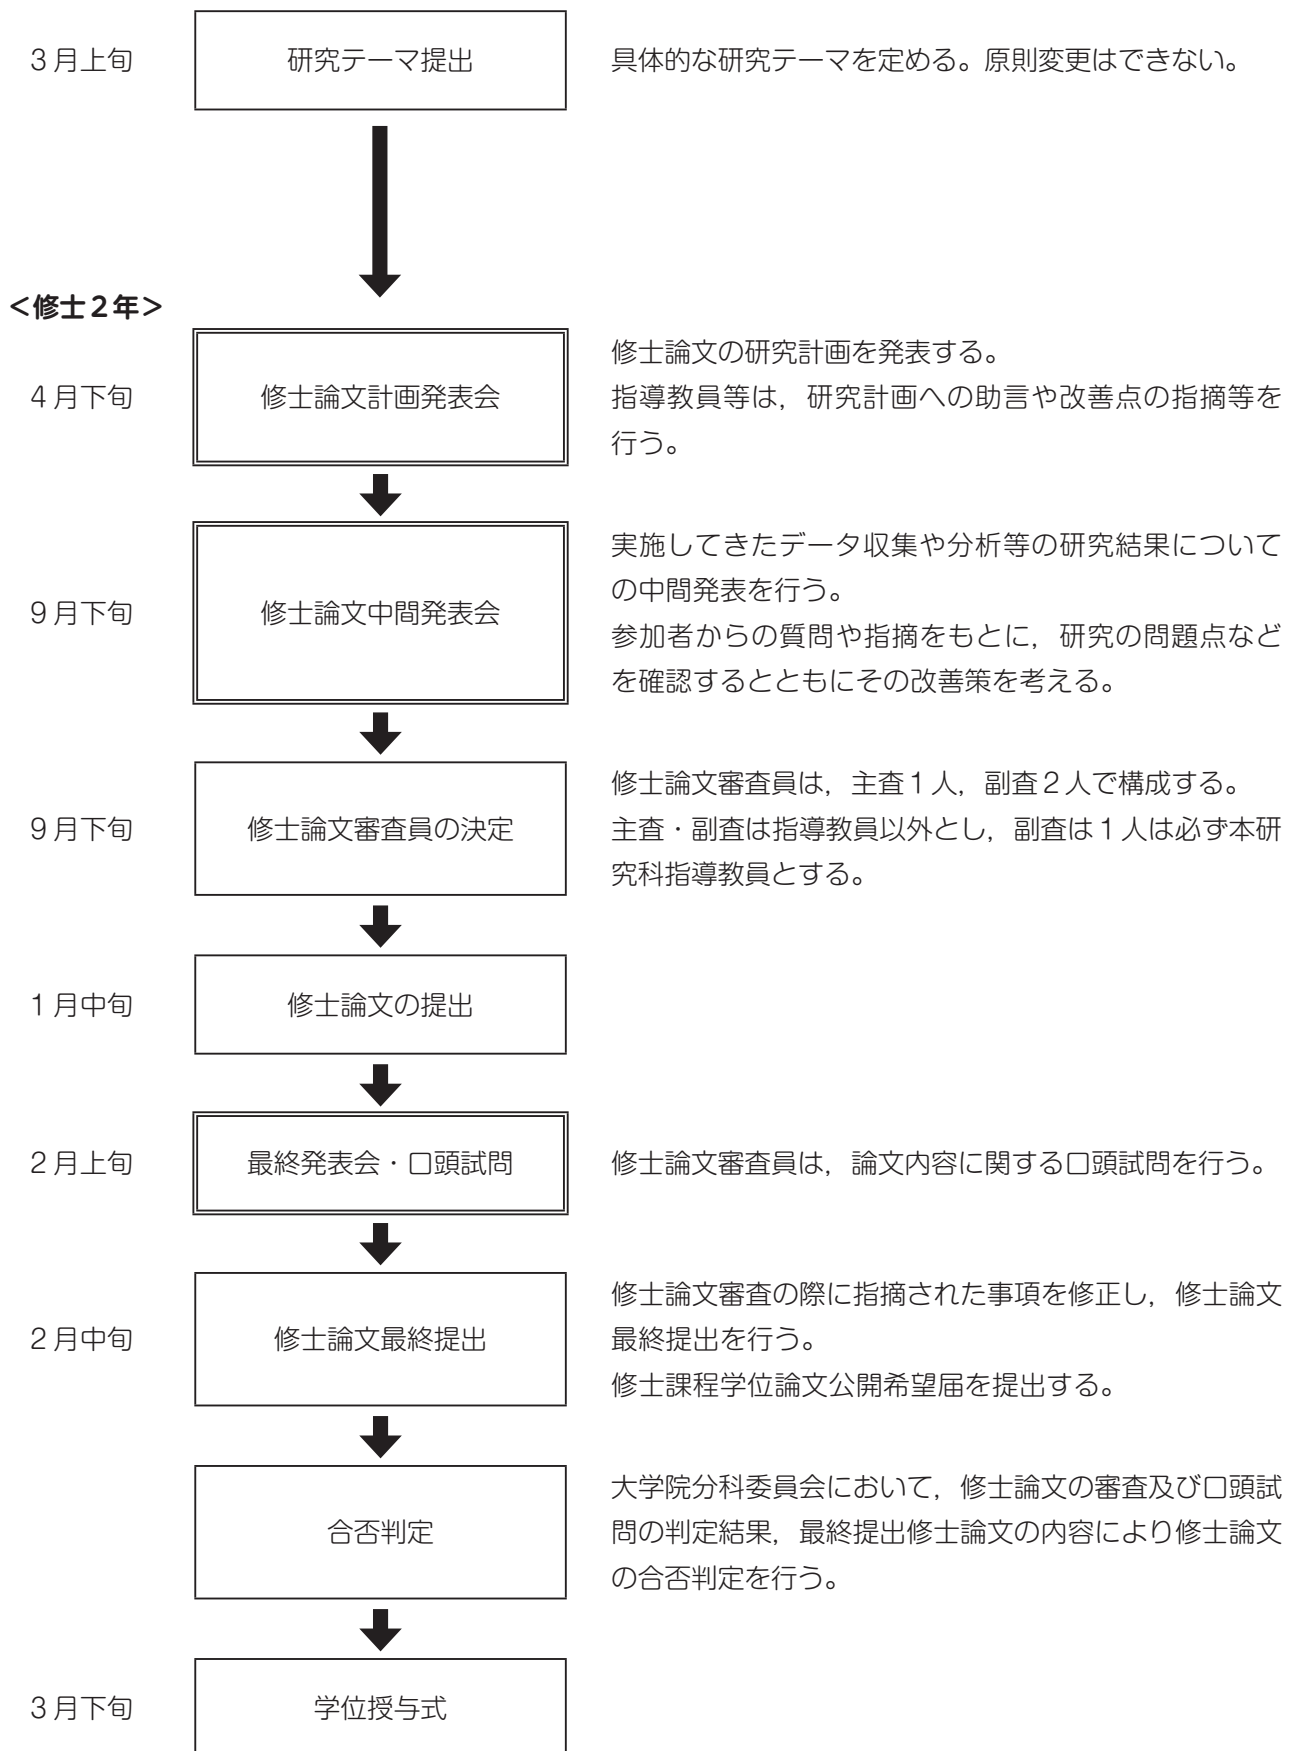 3月上旬
研究テーマ提出
具体的な研究テーマを定める。原則変更はできない。
＜修士2年＞
4月下旬
修士論文計画発表会
修士論文の研究計画を発表する。
指導教員等は，研究計画への助言や改善点の指摘等を
行う。
9月下旬
修士論文中間発表会
実施してきたデータ収集や分析等の研究結果について
の中間発表を行う。
参加者からの質問や指摘をもとに，研究の問題点など
を確認するとともにその改善策を考える。
9月下旬
修士論文審査員の決定
修士論文審査員は，主査1人，副査2人で構成する。
主査・副査は指導教員以外とし，副査は1人は必ず本研
究科指導教員とする。
1月中旬
修士論文の提出
2月上旬
最終発表会・口頭試問
修士論文審査員は，論文内容に関する口頭試問を行う。
2月中旬
修士論文最終提出
修士論文審査の際に指摘された事項を修正し，修士論文
最終提出を行う。
修士課程学位論文公開希望届を提出する。
合否判定
大学院分科委員会において，修士論文の審査及び口頭試
問の判定結果，最終提出修士論文の内容により修士論文
の合否判定を行う。
3月下旬
学位授与式